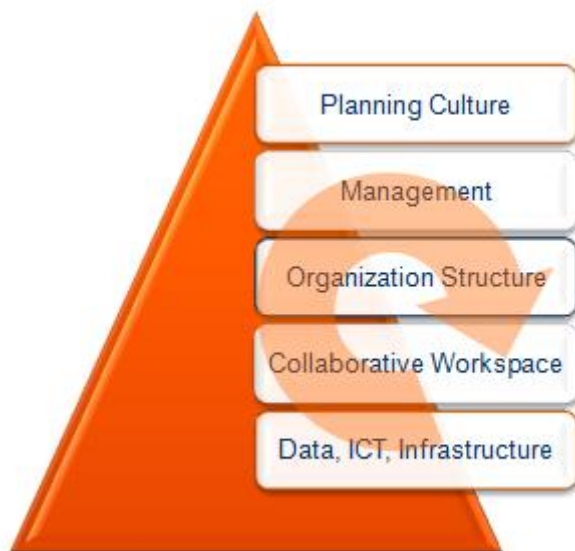 Planning Culture
Management
Organization Structure
Collaborative Workspace
Data, ICT, Infrastructure